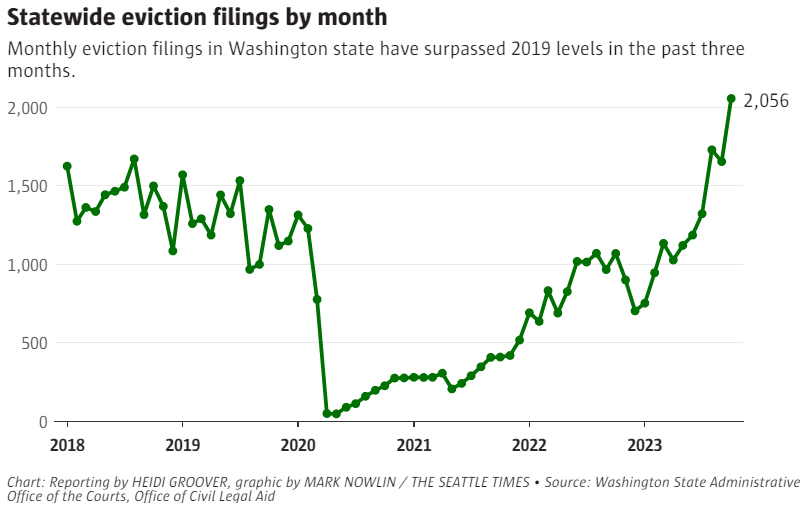 Statewide eviction filings by month
Monthly eviction filings in Washington state have surpassed 2019 levels in the past three
months.
2,056
2,000
1,500
1,000
500
0
2018 2019 2020 2021 2022 2023
Chart: Reporting by HEIDI GROOVER, graphic by MARK NOWLIN / THE SEATTLE TIMES • Source: Washington State Administrative
Office of the Courts, Office of Civil Legal Aid